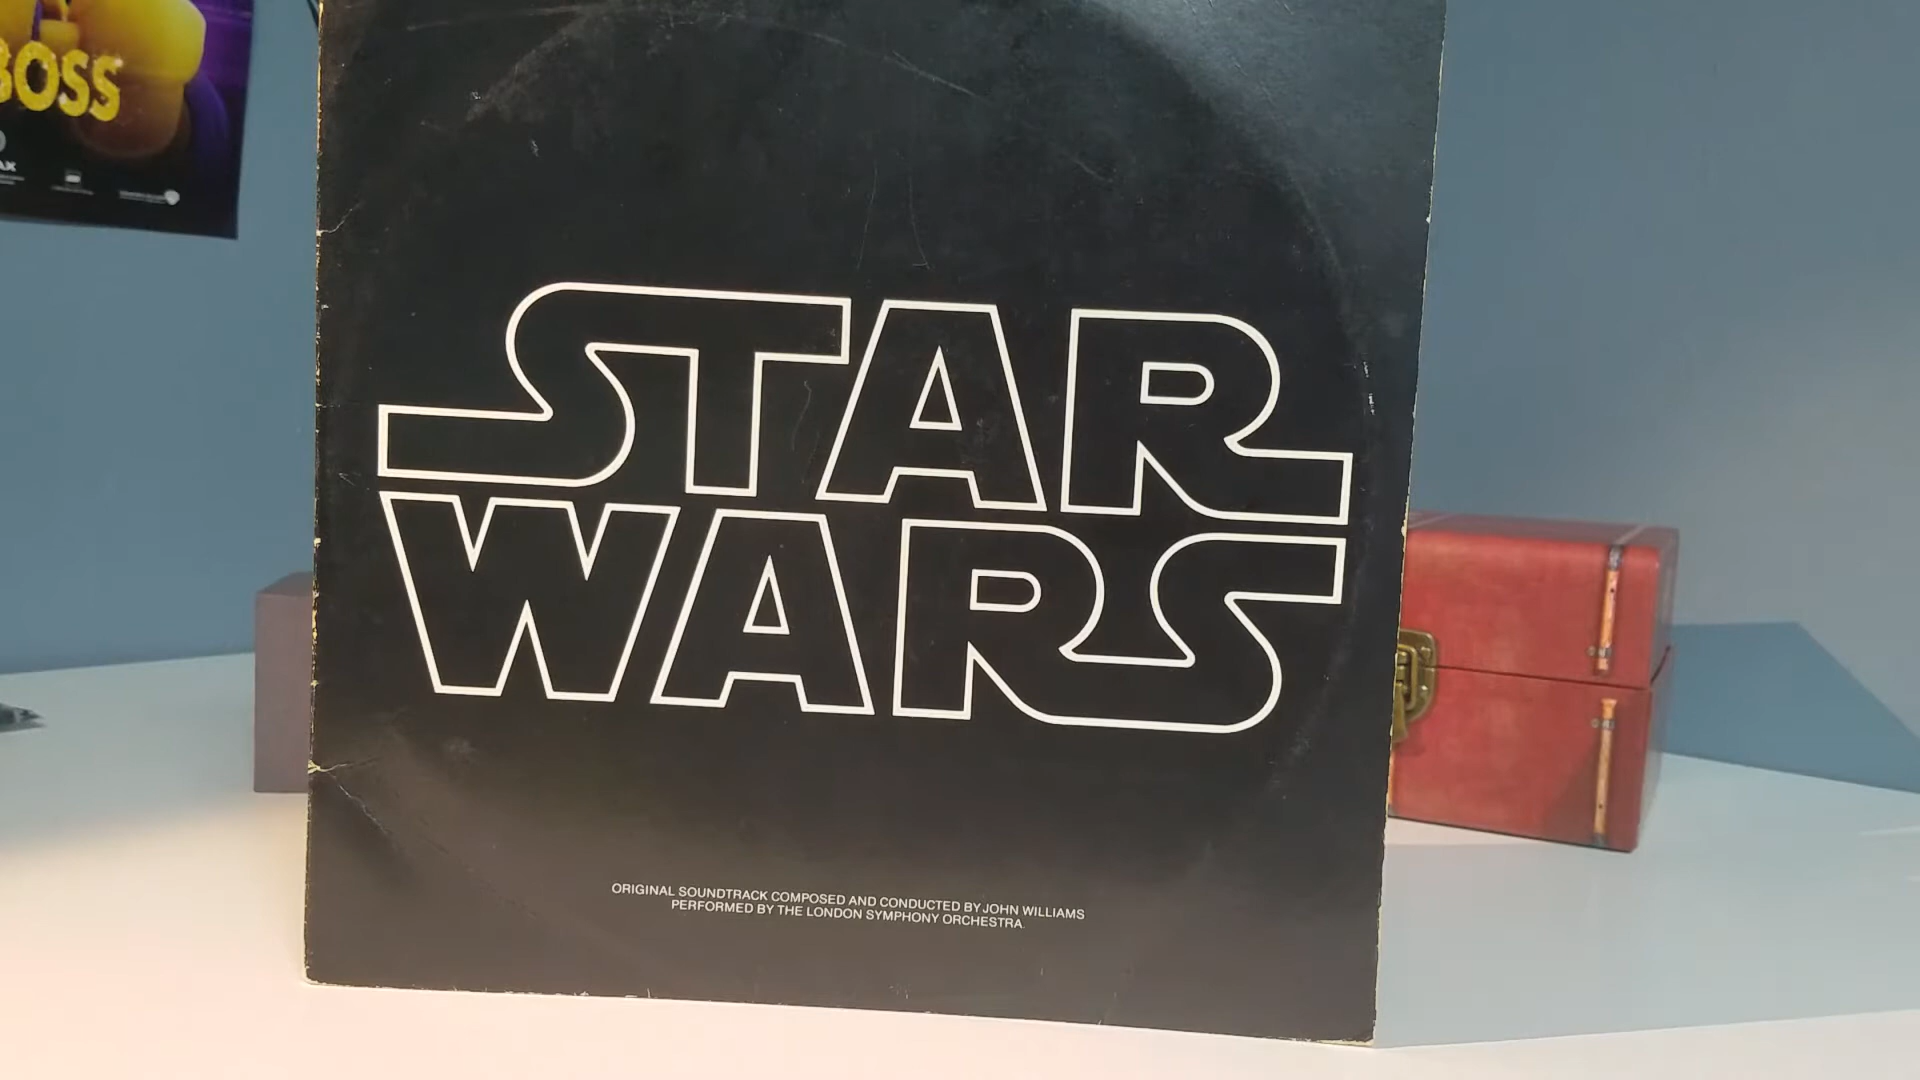 BOSS
STAR
WARS
ORIGINAL SOUNDTRACK COMPOSED AND CONDUCTED BY JOHN WILLIAMS
PERFORMED BY THE LONDON SYMPHONY ORCHESTRA.